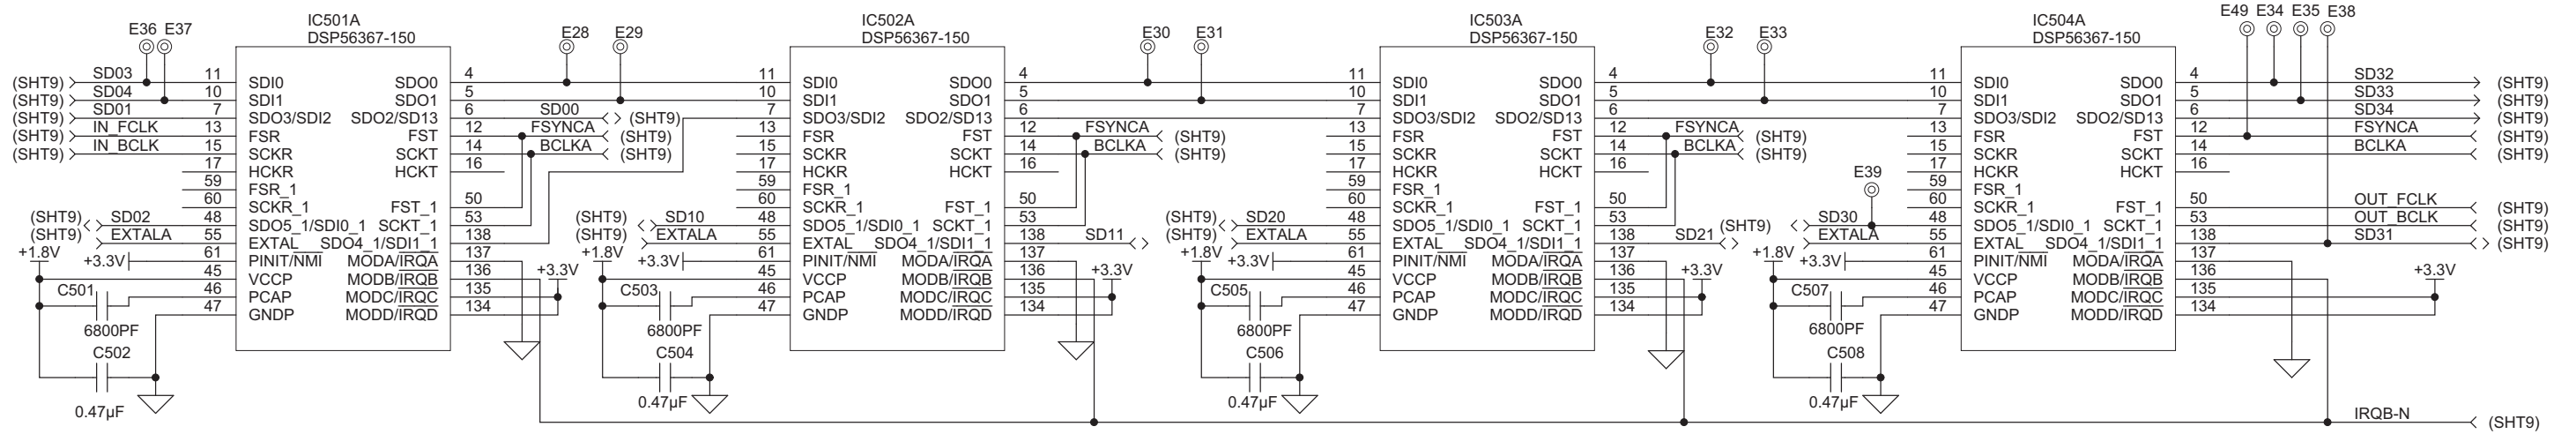 IC501A
DSP56367-150
E36 E37
E28 E29
(SHT9) SD03 11 SDI0 SDO0 4
(SHT9) SD04 10 SDI1 SDO1 5
(SHT9) SD01 7 SDO3/SDI2 SDO2/SD13 6 SD00 (SHT9)
(SHT9) IN_FCLK 13 FSR FST 12 FSYNCA (SHT9)
(SHT9) IN_BCLK 15 SCKR SCKT 14 BCLKA (SHT9)
17 HCKR HCKT 16
59 FSR_1
60 SCKR_1 FST_1 50
(SHT9) SD02 48 SDO5_1/SDI0_1 SCKT_1 53
(SHT9) EXTALA 55 EXTAL SDO4_1/SDI1_1 138
+1.8V +3.3V 61 PINIT/NMI MODA/IRQA 137
45 VCCP MODB/IRQB 136 +3.3V
C501 46 PCAP MODC/IRQC 135
6800PF 47 GNDP MODD/IRQD 134
C502
0.47µF
IC502A
DSP56367-150
E30 E31
11 SDI0 SDO0 4
10 SDI1 SDO1 5
7 SDO3/SDI2 SDO2/SD13 6
13 FSR FST 12 FSYNCA (SHT9)
15 SCKR SCKT 14 BCLKA (SHT9)
17 HCKR HCKT 16
59 FSR_1
60 SCKR_1 FST_1 50
(SHT9) SD10 48 SDO5_1/SDI0_1 SCKT_1 53
(SHT9) EXTALA 55 EXTAL SDO4_1/SDI1_1 138 SD11
+1.8V +3.3V 61 PINIT/NMI MODA/IRQA 137
45 VCCP MODB/IRQB 136 +3.3V
C503 46 PCAP MODC/IRQC 135
6800PF 47 GNDP MODD/IRQD 134
C504
0.47µF
IC503A
DSP56367-150
E32 E33
11 SDI0 SDO0 4
10 SDI1 SDO1 5
7 SDO3/SDI2 SDO2/SD13 6
13 FSR FST 12 FSYNCA (SHT9)
15 SCKR SCKT 14 BCLKA (SHT9)
17 HCKR HCKT 16
59 FSR_1
60 SCKR_1 FST_1 50
(SHT9) SD20 48 SDO5_1/SDI0_1 SCKT_1 53 (SHT9)
(SHT9) EXTALA 55 EXTAL SDO4_1/SDI1_1 138 SD21
+1.8V +3.3V 61 PINIT/NMI MODA/IRQA 137
45 VCCP MODB/IRQB 136 +3.3V
C505 46 PCAP MODC/IRQC 135
6800PF 47 GNDP MODD/IRQD 134
C506
0.47µF
IC504A
DSP56367-150
E49 E34 E35 E38
11 SDI0 SDO0 4 SD32 (SHT9)
10 SDI1 SDO1 5 SD33 (SHT9)
7 SDO3/SDI2 SDO2/SD13 6 SD34 (SHT9)
13 FSR FST 12 FSYNCA (SHT9)
15 SCKR SCKT 14 BCLKA (SHT9)
17 HCKR HCKT 16
E39 59 FSR_1
60 SCKR_1 FST_1 50 OUT_FCLK (SHT9)
SD30 48 SDO5_1/SDI0_1 SCKT_1 53 OUT_BCLK (SHT9)
EXTALA 55 EXTAL SDO4_1/SDI1_1 138 SD31 (SHT9)
+1.8V +3.3V 61 PINIT/NMI MODA/IRQA 137
45 VCCP MODB/IRQB 136 +3.3V
C507 46 PCAP MODC/IRQC 135
6800PF 47 GNDP MODD/IRQD 134
C508
0.47µF
IRQB-N (SHT9)